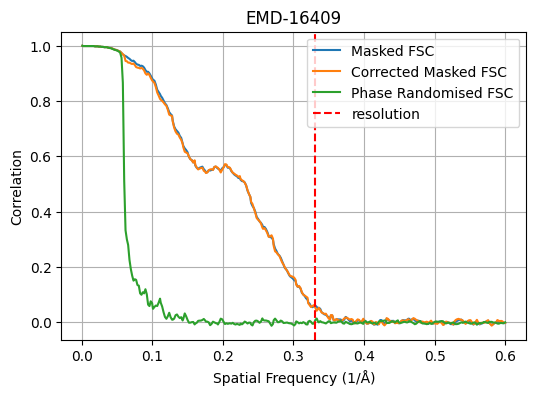 EMD-16409
Masked FSC
Corrected Masked FSC
Phase Randomised FSC
resolution
Correlation
1.0
0.8
0.6
0.4
0.2
0.0
0.0 0.1 0.2 0.3 0.4 0.5 0.6
Spatial Frequency (1/Å)